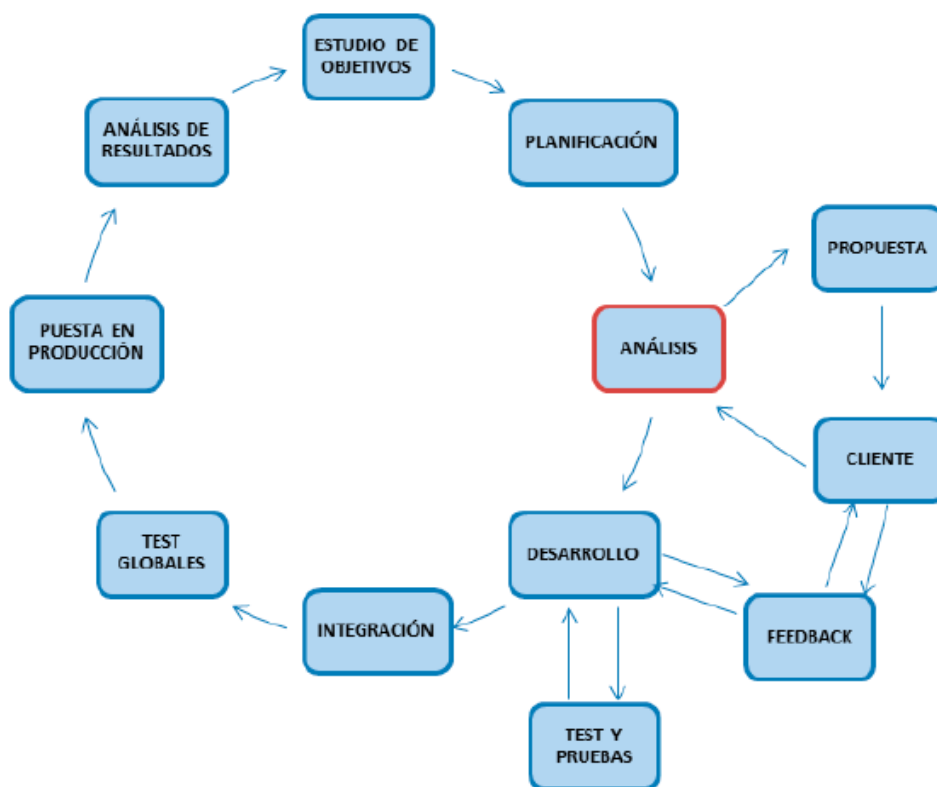 ESTUDIO DE
OBJETIVOS
ANÁLISIS DE
RESULTADOS
PLANIFICACIÓN
PROPUESTA
PUESTA EN
PRODUCCIÓN
ANÁLISIS
CLIENTE
TEST
GLOBALES
DESARROLLO
INTEGRACIÓN
FEEDBACK
TEST Y
PRUEBAS